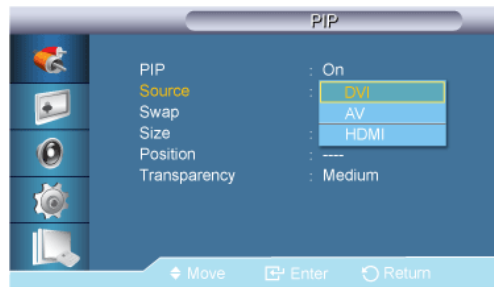 PIP
PIP : On
Source : DVI
Swap AV
Size : HDMI
Position : ----
Transparency : Medium
Move Enter Return